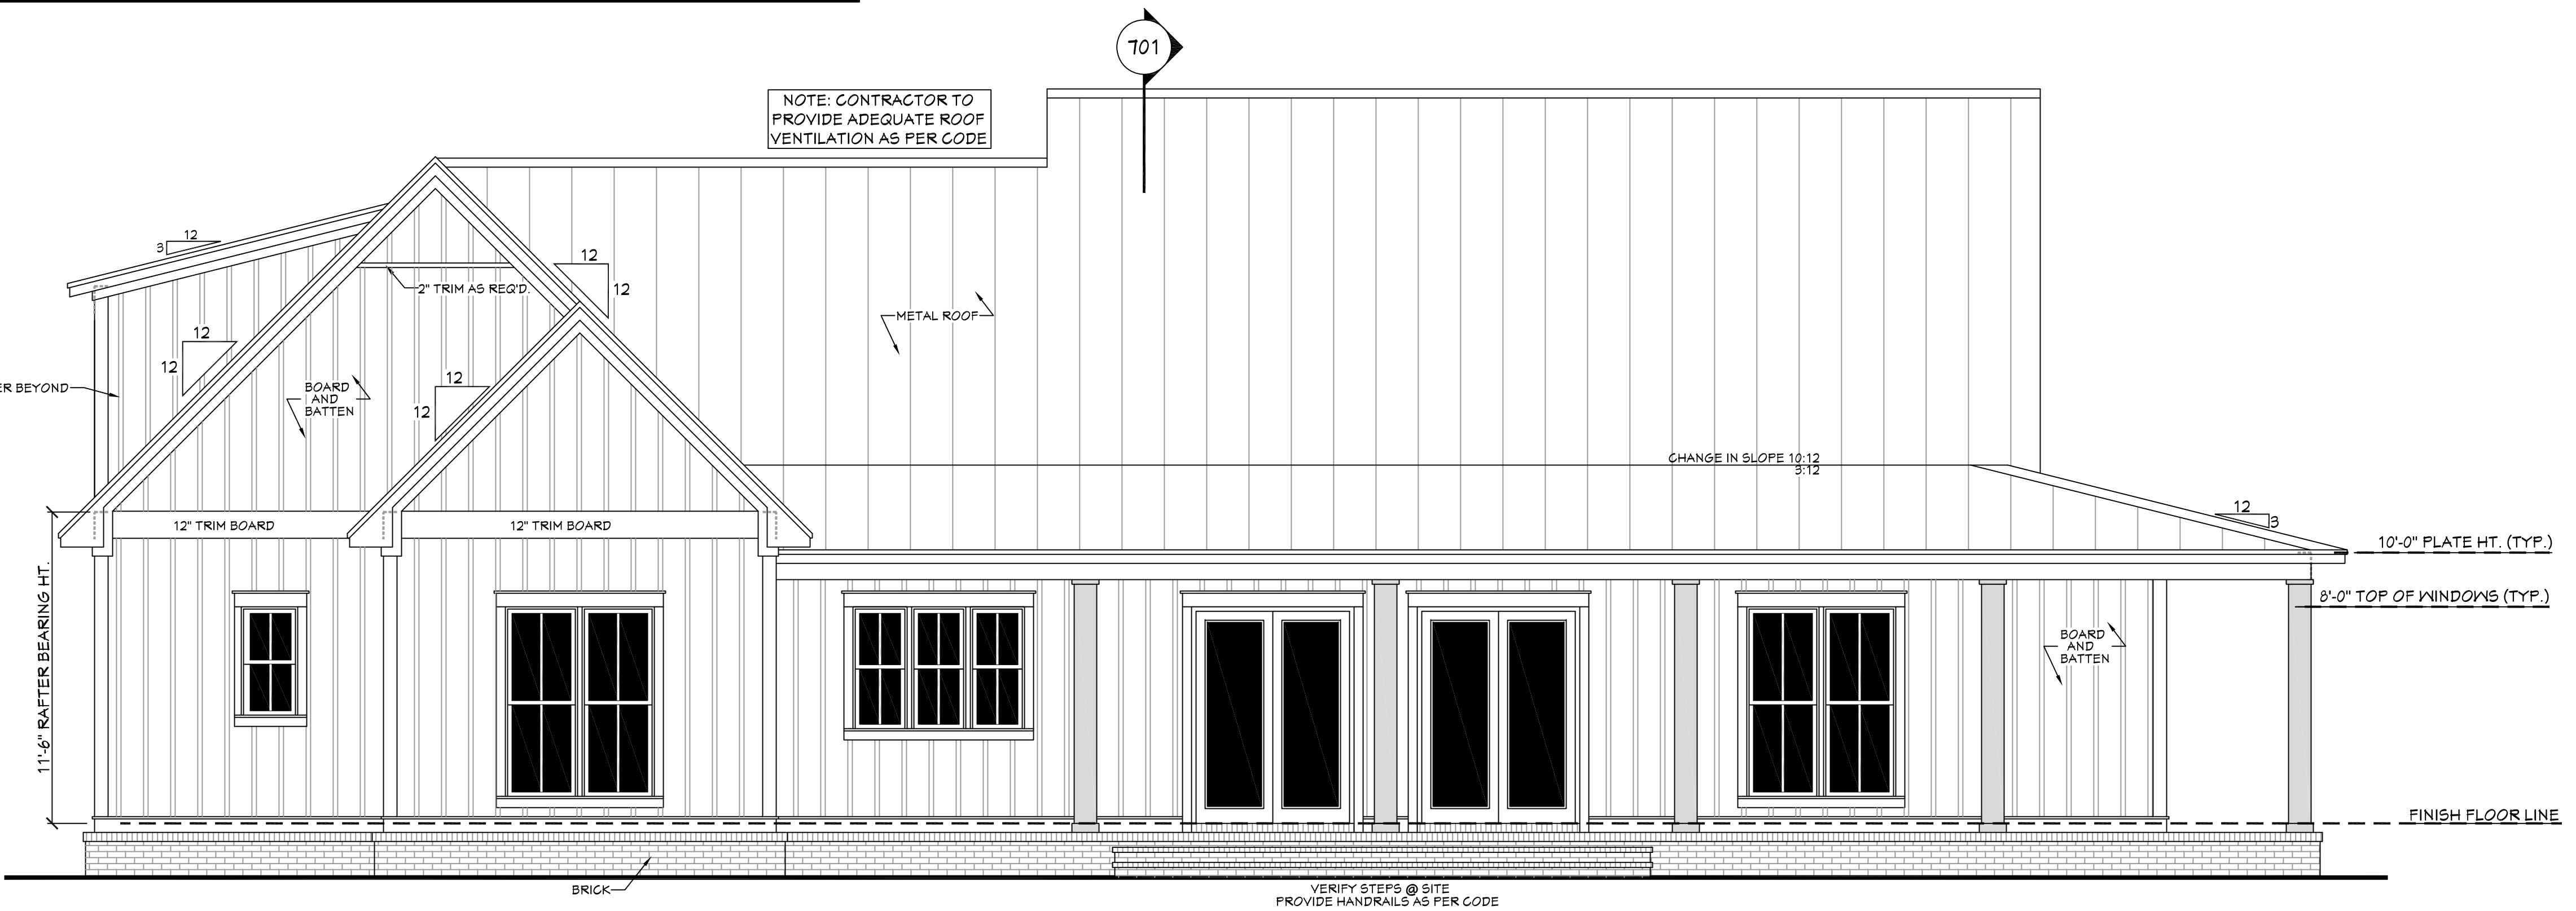 701
NOTE: CONTRACTOR TO
PROVIDE ADEQUATE ROOF
VENTILATION AS PER CODE
12
3
12
12
2" TRIM AS REQ'D.
METAL ROOF
12
12
12
12
BEYOND
BOARD
AND
BATTEN
CHANGE IN SLOPE 10:12
3:12
12
3
12" TRIM BOARD
12" TRIM BOARD
10'-0" PLATE HT. (TYP.)
8'-0" TOP OF WINDOWS (TYP.)
11'-6" RAFTER BEARING HT.
BOARD
AND
BATTEN
FINISH FLOOR LINE
BRICK
VERIFY STEPS @ SITE
PROVIDE HANDRAILS AS PER CODE